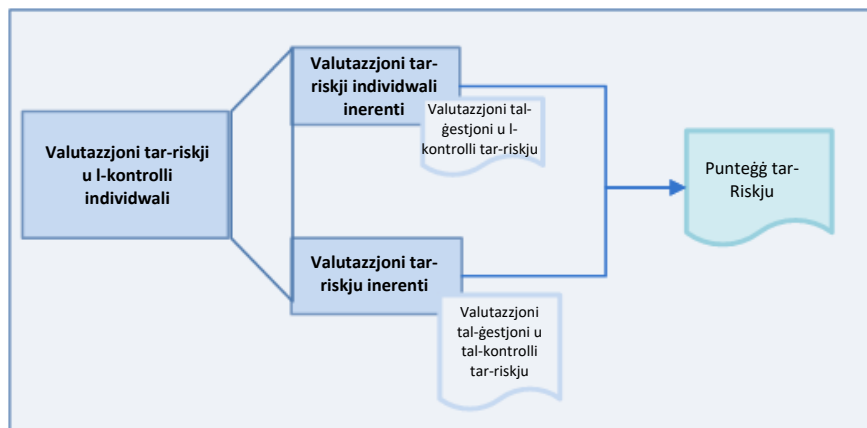 Valutazzjoni tar-riskji
u l-kontrolli
individwali
Valutazzjoni tar-
riskji individwali
inerenti
Valutazzjoni tal-
ġestjoni u l-
kontrolli tar-riskju
Valutazzjoni tar-
riskju inerenti
Valutazzjoni
tal-ġestjoni u
tal-kontrolli
tar-riskju
Punteġġ tar-
Riskju